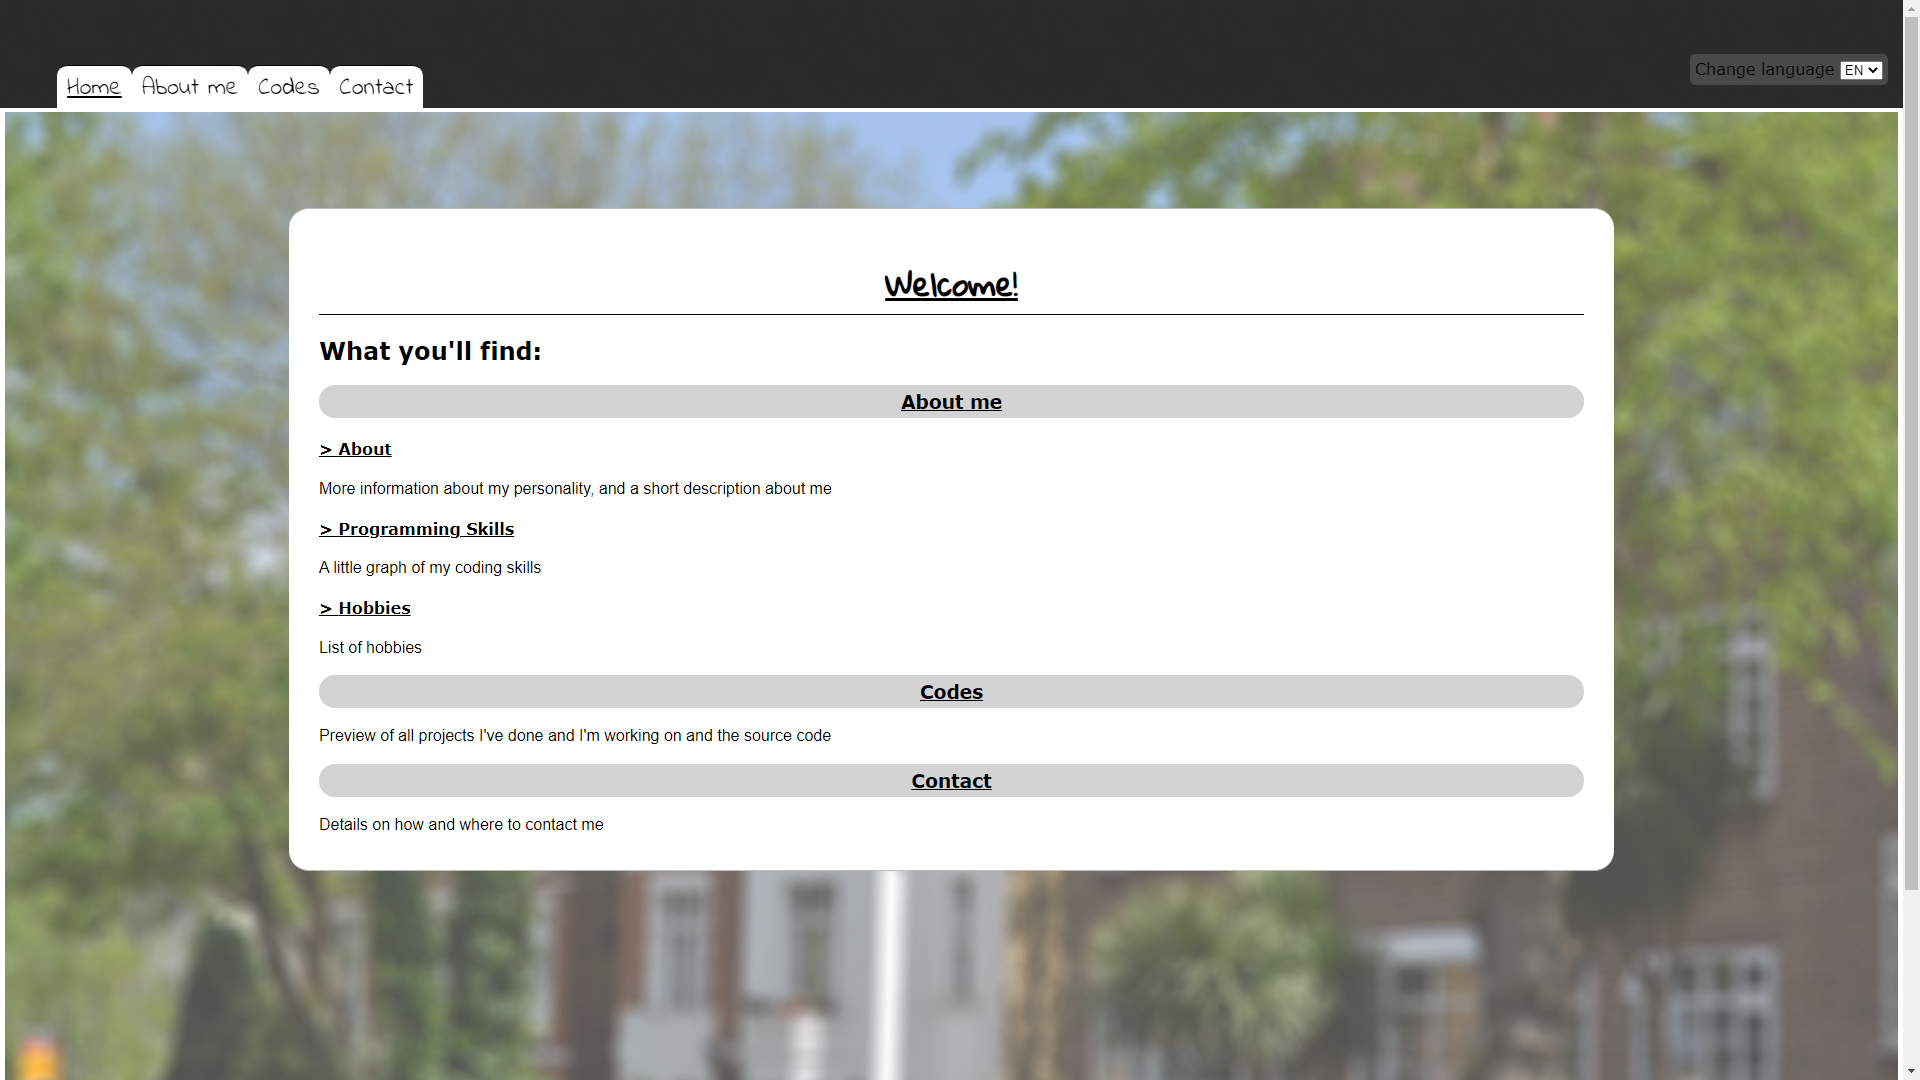 Home About me Codes Contact
Change language EN
Welcome!
What you'll find:
About me
> About
More information about my personality, and a short description about me
> Programming Skills
A little graph of my coding skills
> Hobbies
List of hobbies
Codes
Preview of all projects I've done and I'm working on and the source code
Contact
Details on how and where to contact me